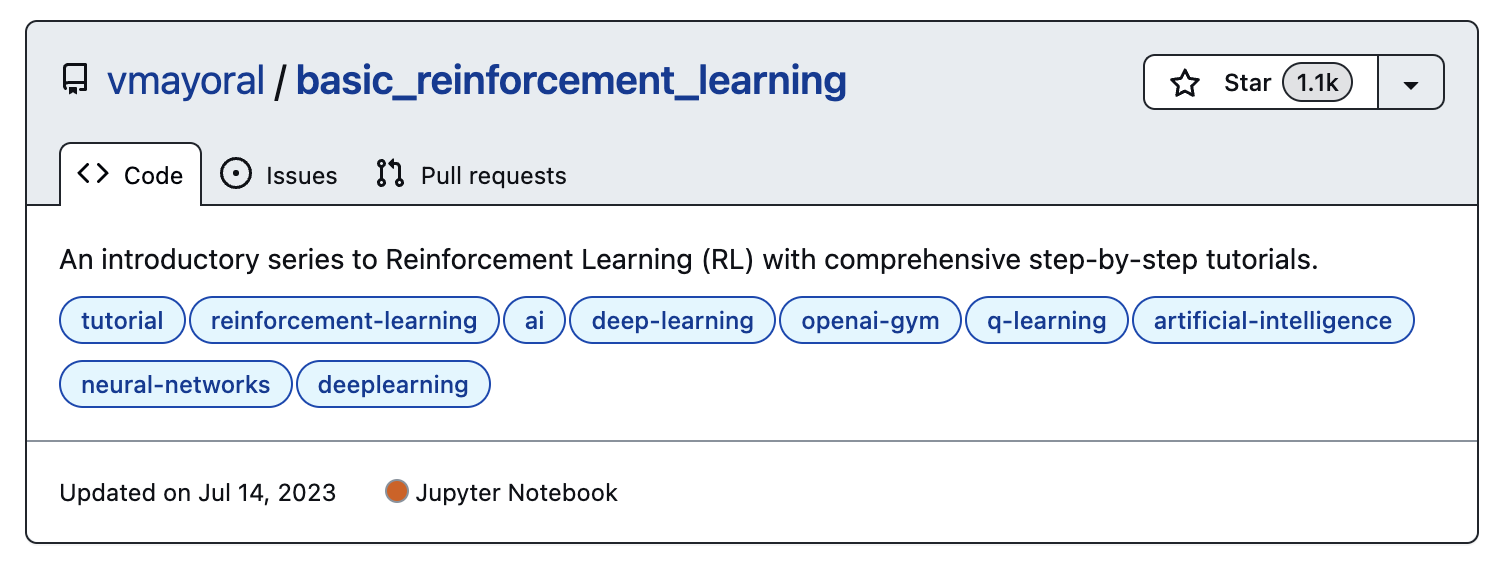 vmayoral / basic_reinforcement_learning
Star 1.1k
Code Issues Pull requests
An introductory series to Reinforcement Learning (RL) with comprehensive step-by-step tutorials.
tutorial reinforcement-learning ai deep-learning openai-gym q-learning artificial-intelligence
neural-networks deeplearning
Updated on Jul 14, 2023 Jupyter Notebook